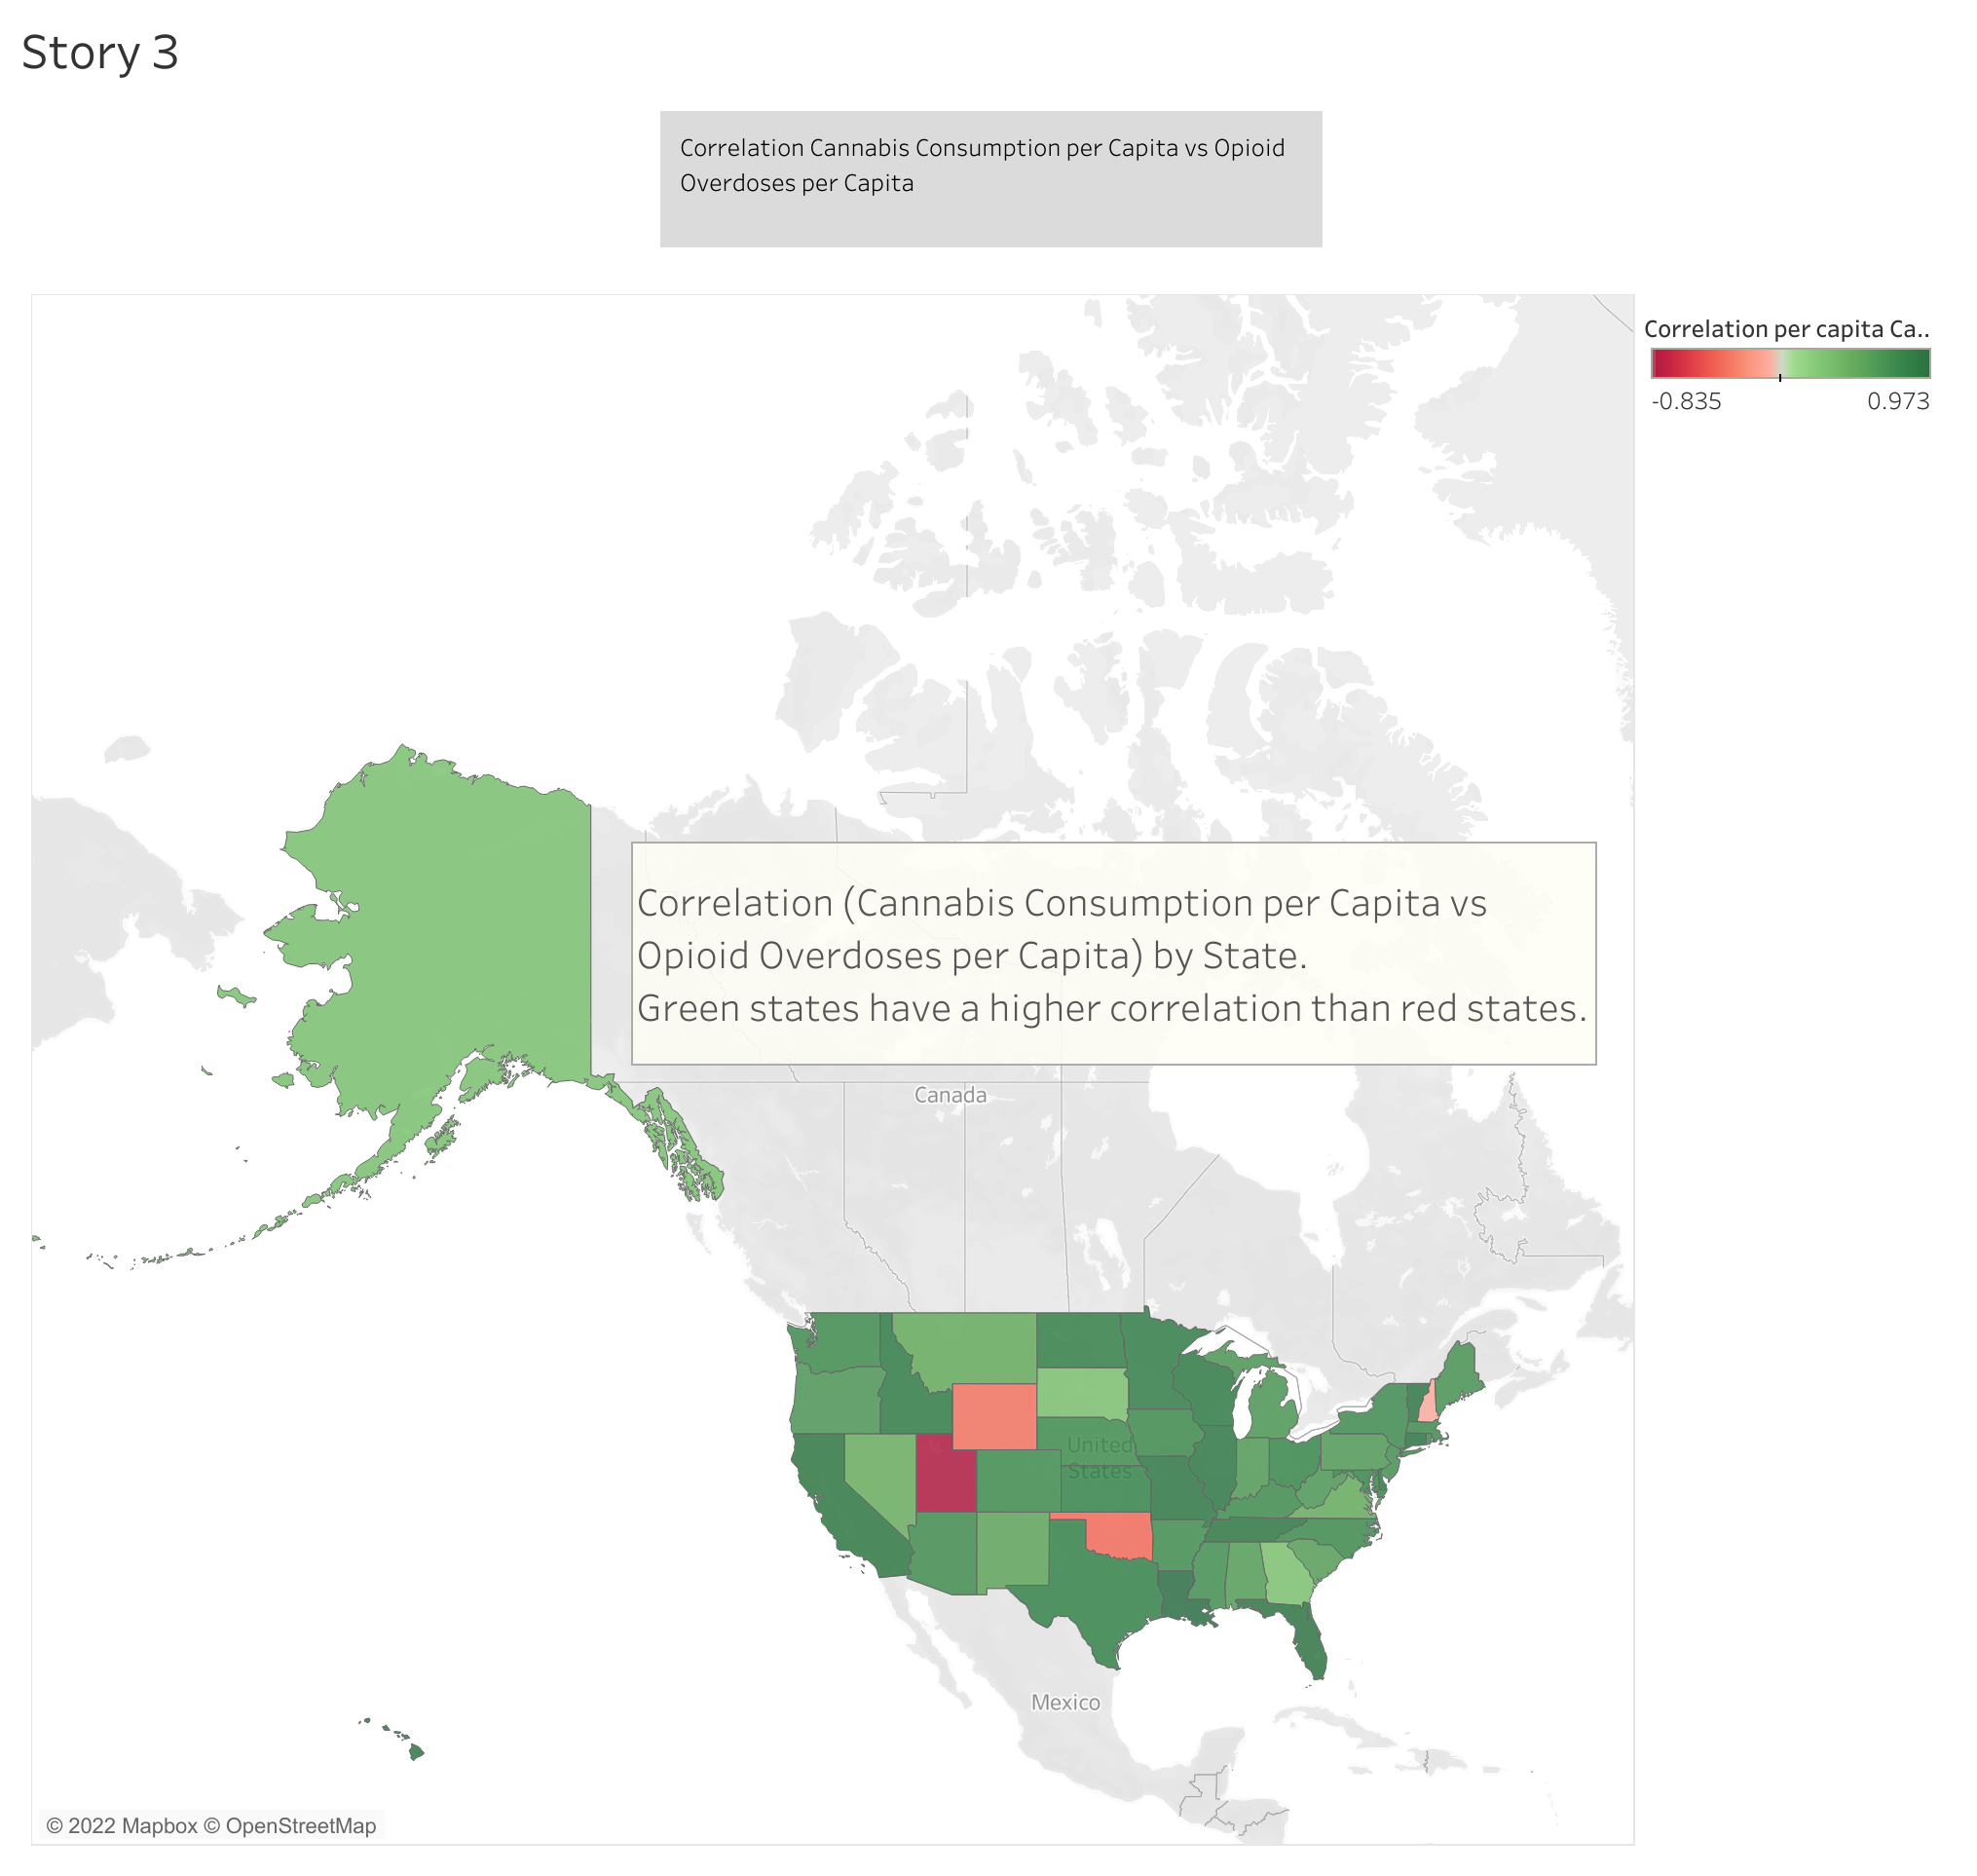 Story 3
Correlation Cannabis Consumption per Capita vs Opioid
Overdoses per Capita
Correlation per capita Ca..
-0.835 0.973
Correlation (Cannabis Consumption per Capita vs
Opioid Overdoses per Capita) by State.
Green states have a higher correlation than red states.
Canada
United
States
Mexico
© 2022 Mapbox © OpenStreetMap